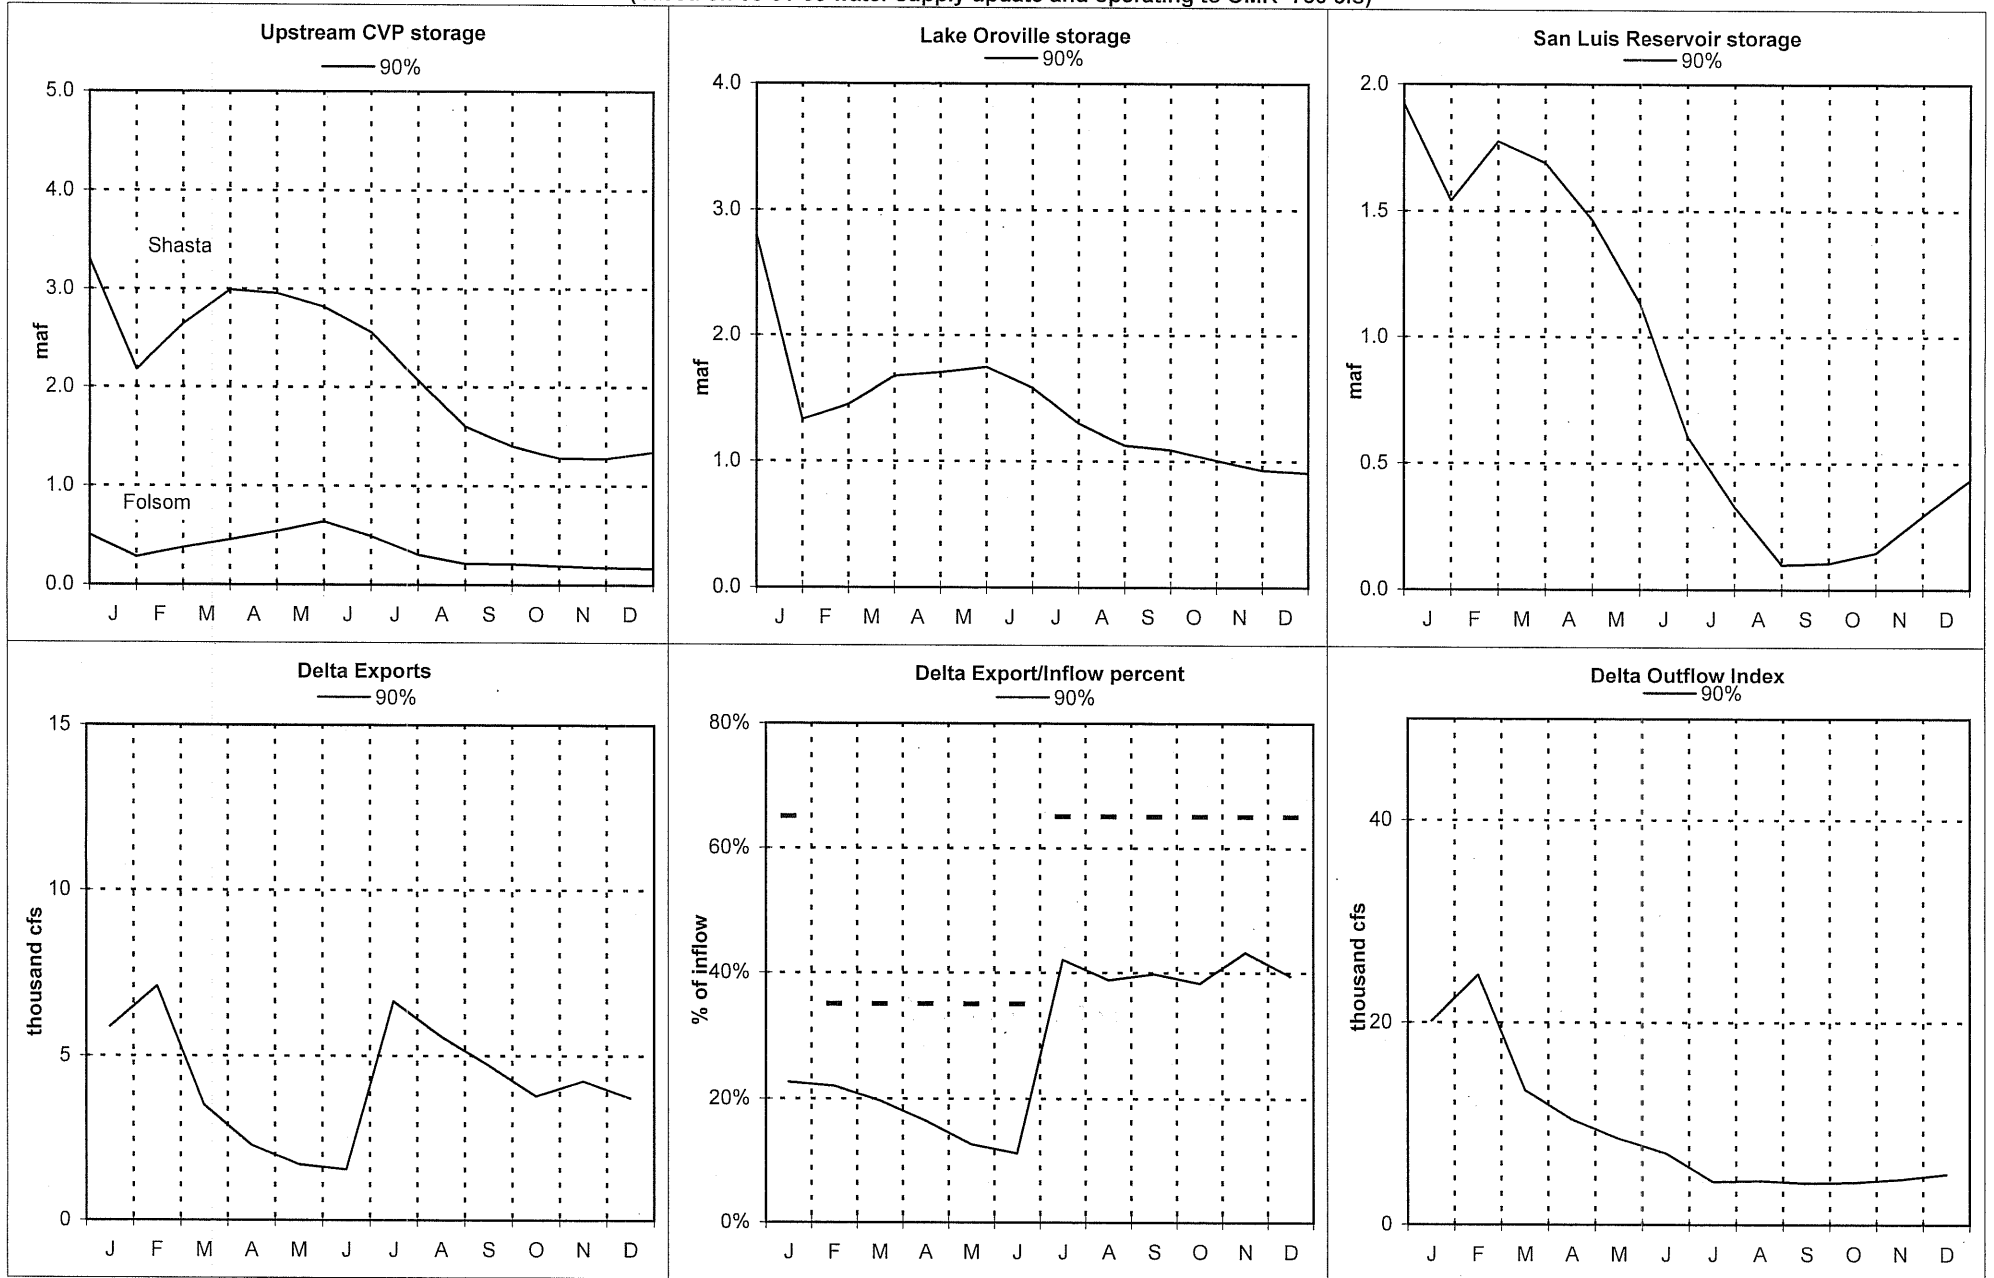 Upstream CVP storage
90%
5.0
4.0
3.0
2.0
1.0
0.0
maf
Shasta
Folsom
J F M A M J J A S O N D
Lake Oroville storage
90%
4.0
3.0
2.0
1.0
0.0
maf
J F M A M J J A S O N D
San Luis Reservoir storage
90%
2.0
1.5
1.0
0.5
0.0
maf
J F M A M J J A S O N D
Delta Exports
90%
15
10
5
0
thousand cfs
J F M A M J J A S O N D
Delta Export/Inflow percent
90%
80%
60%
40%
20%
0%
% of inflow
J F M A M J J A S O N D
Delta Outflow Index
90%
40
20
0
thousand cfs
J F M A M J J A S O N D